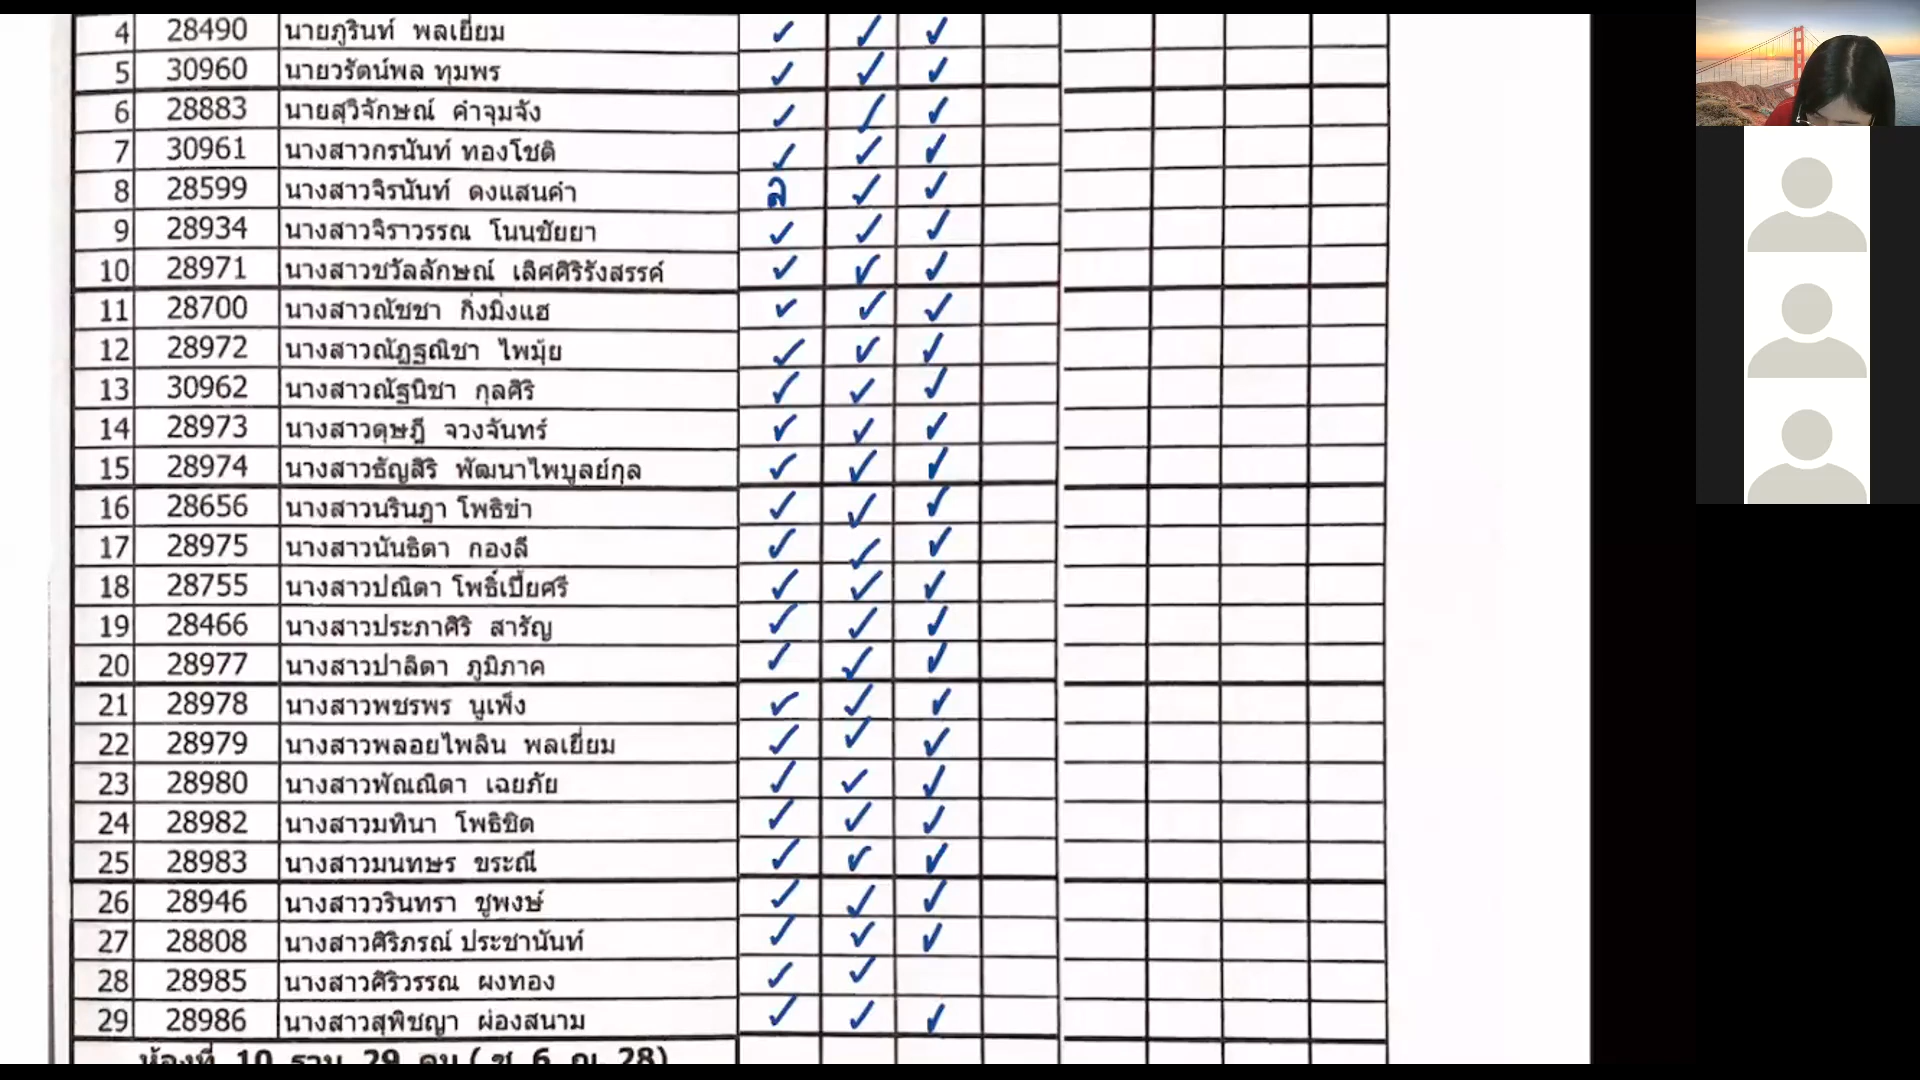 4 28490 นายภูรินท์ พลเยี่ยม ✓ ✓ ✓
5 30960 นายวรัตน์พล ทุมพร ✓ ✓ ✓
6 28883 นายสุวิจักษณ์ คำจุมจัง ✓ ✓ ✓
7 30961 นางสาวกรนันท์ ทองโชติ ✓ ✓ ✓
8 28599 นางสาวจิรนันท์ ดงแสนคำ ล ✓ ✓
9 28934 นางสาวจิราวรรณ โนนชัยยา ✓ ✓ ✓
10 28971 นางสาวชวัลลักษณ์ เลิศศิริรังสรรค์ ✓ ✓ ✓
11 28700 นางสาวณัชชา กิ่งมิ่งแฮ ✓ ✓ ✓
12 28972 นางสาวณัฏฐณิชา ไพมุ้ย ✓ ✓ ✓
13 30962 นางสาวณัฐนิชา กุลศิริ ✓ ✓ ✓
14 28973 นางสาวดุษฎี จวงจันทร์ ✓ ✓ ✓
15 28974 นางสาวธัญสิริ พัฒนาไพบูลย์กุล ✓ ✓ ✓
16 28656 นางสาวนรินฎา โพธิขำ ✓ ✓ ✓
17 28975 นางสาวนันธิดา กองลี ✓ ✓ ✓
18 28755 นางสาวปณิตา โพธิ์เปี้ยศรี ✓ ✓ ✓
19 28466 นางสาวประภาศิริ สารัญ ✓ ✓ ✓
20 28977 นางสาวปาลิตา ภูมิภาค ✓ ✓ ✓
21 28978 นางสาวพชรพร นูเพ็ง ✓ ✓ ✓
22 28979 นางสาวพลอยไพลิน พลเยี่ยม ✓ ✓ ✓
23 28980 นางสาวพัณณิตา เฉยภัย ✓ ✓ ✓
24 28982 นางสาวมทินา โพธิชิต ✓ ✓ ✓
25 28983 นางสาวมนทษร ขระณี ✓ ✓ ✓
26 28946 นางสาววรินทรา ชูพงษ์ ✓ ✓ ✓
27 28808 นางสาวศิริภรณ์ ประชานันท์ ✓ ✓ ✓
28 28985 นางสาวศิริวรรณ ผงทอง ✓ ✓
29 28986 นางสาวสุพิชญา ผ่องสนาม ✓ ✓ ✓
ห้องที่ 10 รวม 29 คน ( ช. 6 ญ. 28)